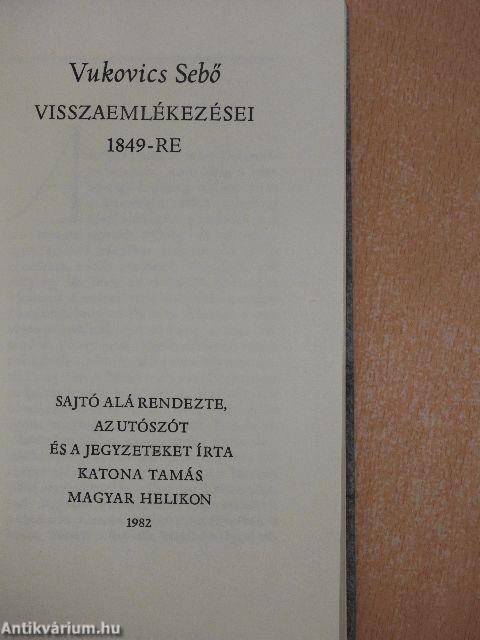 Vukovics Sebő
VISSZAEMLÉKEZÉSEI
1849-RE
SAJTÓ ALÁ RENDEZTE,
AZ UTÓSZÓT
ÉS A JEGYZETEKET ÍRTA
KATONA TAMÁS
MAGYAR HELIKON
1982
Antikvárium.hu